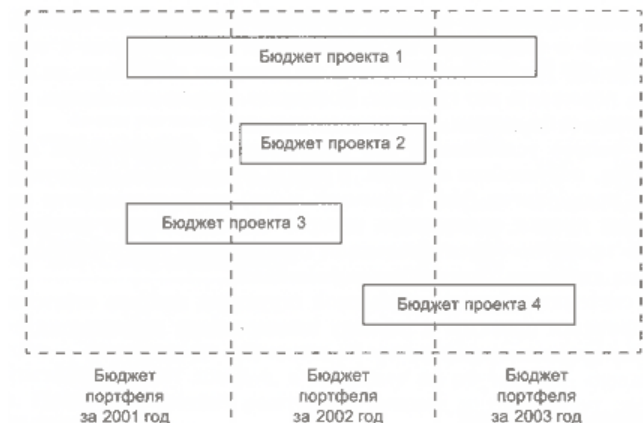 Бюджет проекта 1
Бюджет проекта 2
Бюджет проекта 3
Бюджет проекта 4
Бюджет
портфеля
за 2001 год
Бюджет
портфеля
за 2002 год
Бюджет
портфеля
за 2003 год